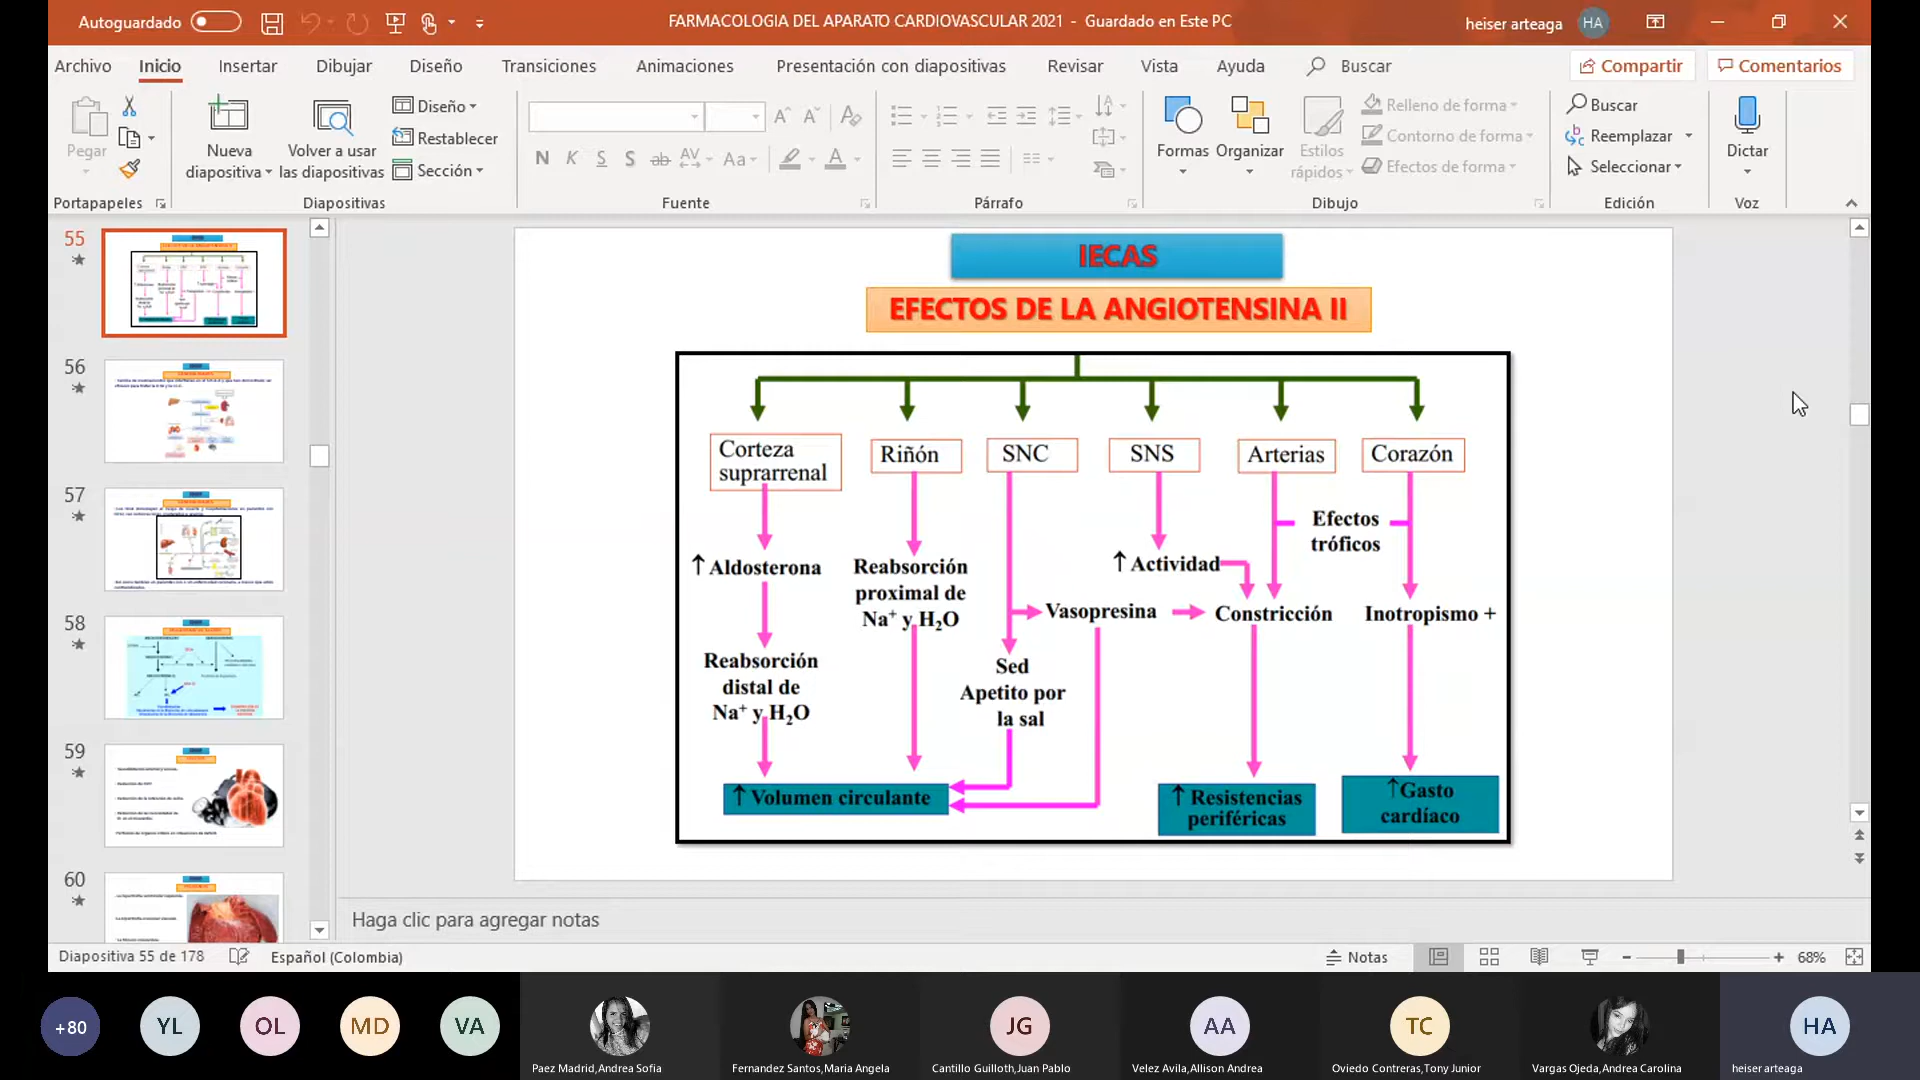 Autoguardado
FARMACOLOGIA DEL APARATO CARDIOVASCULAR 2021 - Guardado en Este PC
heiser arteaga
HA
Archivo
Inicio
Insertar
Dibujar
Diseño
Transiciones
Animaciones
Presentación con diapositivas
Revisar
Vista
Ayuda
Buscar
Compartir
Comentarios
Pegar
Nueva
diapositiva
Volver a usar
las diapositivas
Diseño
Restablecer
Sección
N K S S ab AV Aa A
Formas
Organizar
Estilos
rápidos
Relleno de forma
Contorno de forma
Efectos de forma
Buscar
Reemplazar
Seleccionar
Dictar
Portapapeles
Diapositivas
Fuente
Párrafo
Dibujo
Edición
Voz
55
56
57
58
59
60
IECAS
EFECTOS DE LA ANGIOTENSINA II
Corteza
suprarrenal
Riñón
SNC
SNS
Arterias
Corazón
Efectos
tróficos
↑ Aldosterona
Reabsorción
proximal de
Na⁺ y H₂O
↑ Actividad
Vasopresina
Constricción
Inotropismo +
Reabsorción
distal de
Na⁺ y H₂O
Sed
Apetito por
la sal
↑ Volumen circulante
↑ Resistencias
periféricas
↑Gasto
cardíaco
Haga clic para agregar notas
Diapositiva 55 de 178
Español (Colombia)
Notas
68%
+80
YL
OL
MD
VA
JG
AA
TC
HA
Paez Madrid,Andrea Sofia
Fernandez Santos,Maria Angela
Cantillo Guilloth,Juan Pablo
Velez Avila,Allison Andrea
Oviedo Contreras,Tony Junior
Vargas Ojeda,Andrea Carolina
heiser arteaga